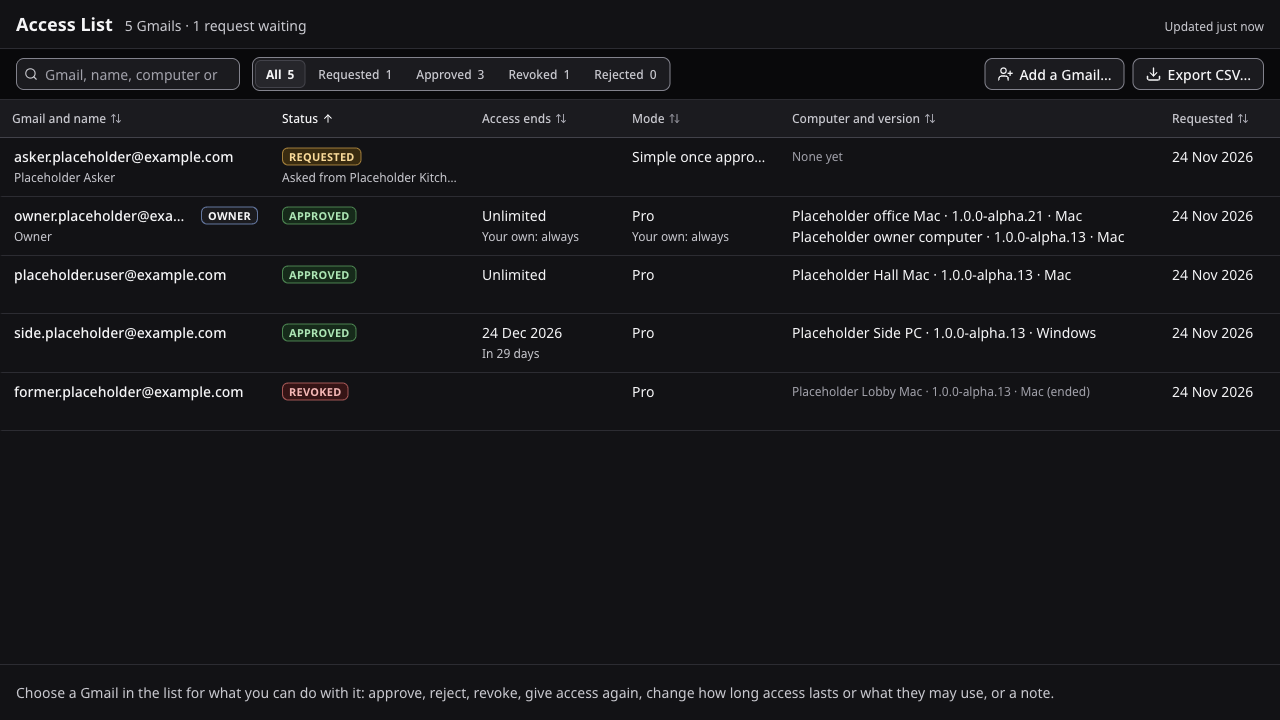 Access List 5 Gmails · 1 request waiting
Updated just now
Gmail, name, computer or
All 5 Requested 1 Approved 3 Revoked 1 Rejected 0
Add a Gmail... Export CSV...
Gmail and name Status Access ends Mode Computer and version Requested
asker.placeholder@example.com REQUESTED Simple once appro... None yet 24 Nov 2026
Placeholder Asker Asked from Placeholder Kitch...
owner.placeholder@exa... OWNER APPROVED Unlimited Pro Placeholder office Mac · 1.0.0-alpha.21 · Mac 24 Nov 2026
Owner Your own: always Your own: always Placeholder owner computer · 1.0.0-alpha.13 · Mac
placeholder.user@example.com APPROVED Unlimited Pro Placeholder Hall Mac · 1.0.0-alpha.13 · Mac 24 Nov 2026
side.placeholder@example.com APPROVED 24 Dec 2026 Pro Placeholder Side PC · 1.0.0-alpha.13 · Windows 24 Nov 2026
In 29 days
former.placeholder@example.com REVOKED Pro Placeholder Lobby Mac · 1.0.0-alpha.13 · Mac (ended) 24 Nov 2026
Choose a Gmail in the list for what you can do with it: approve, reject, revoke, give access again, change how long access lasts or what they may use, or a note.